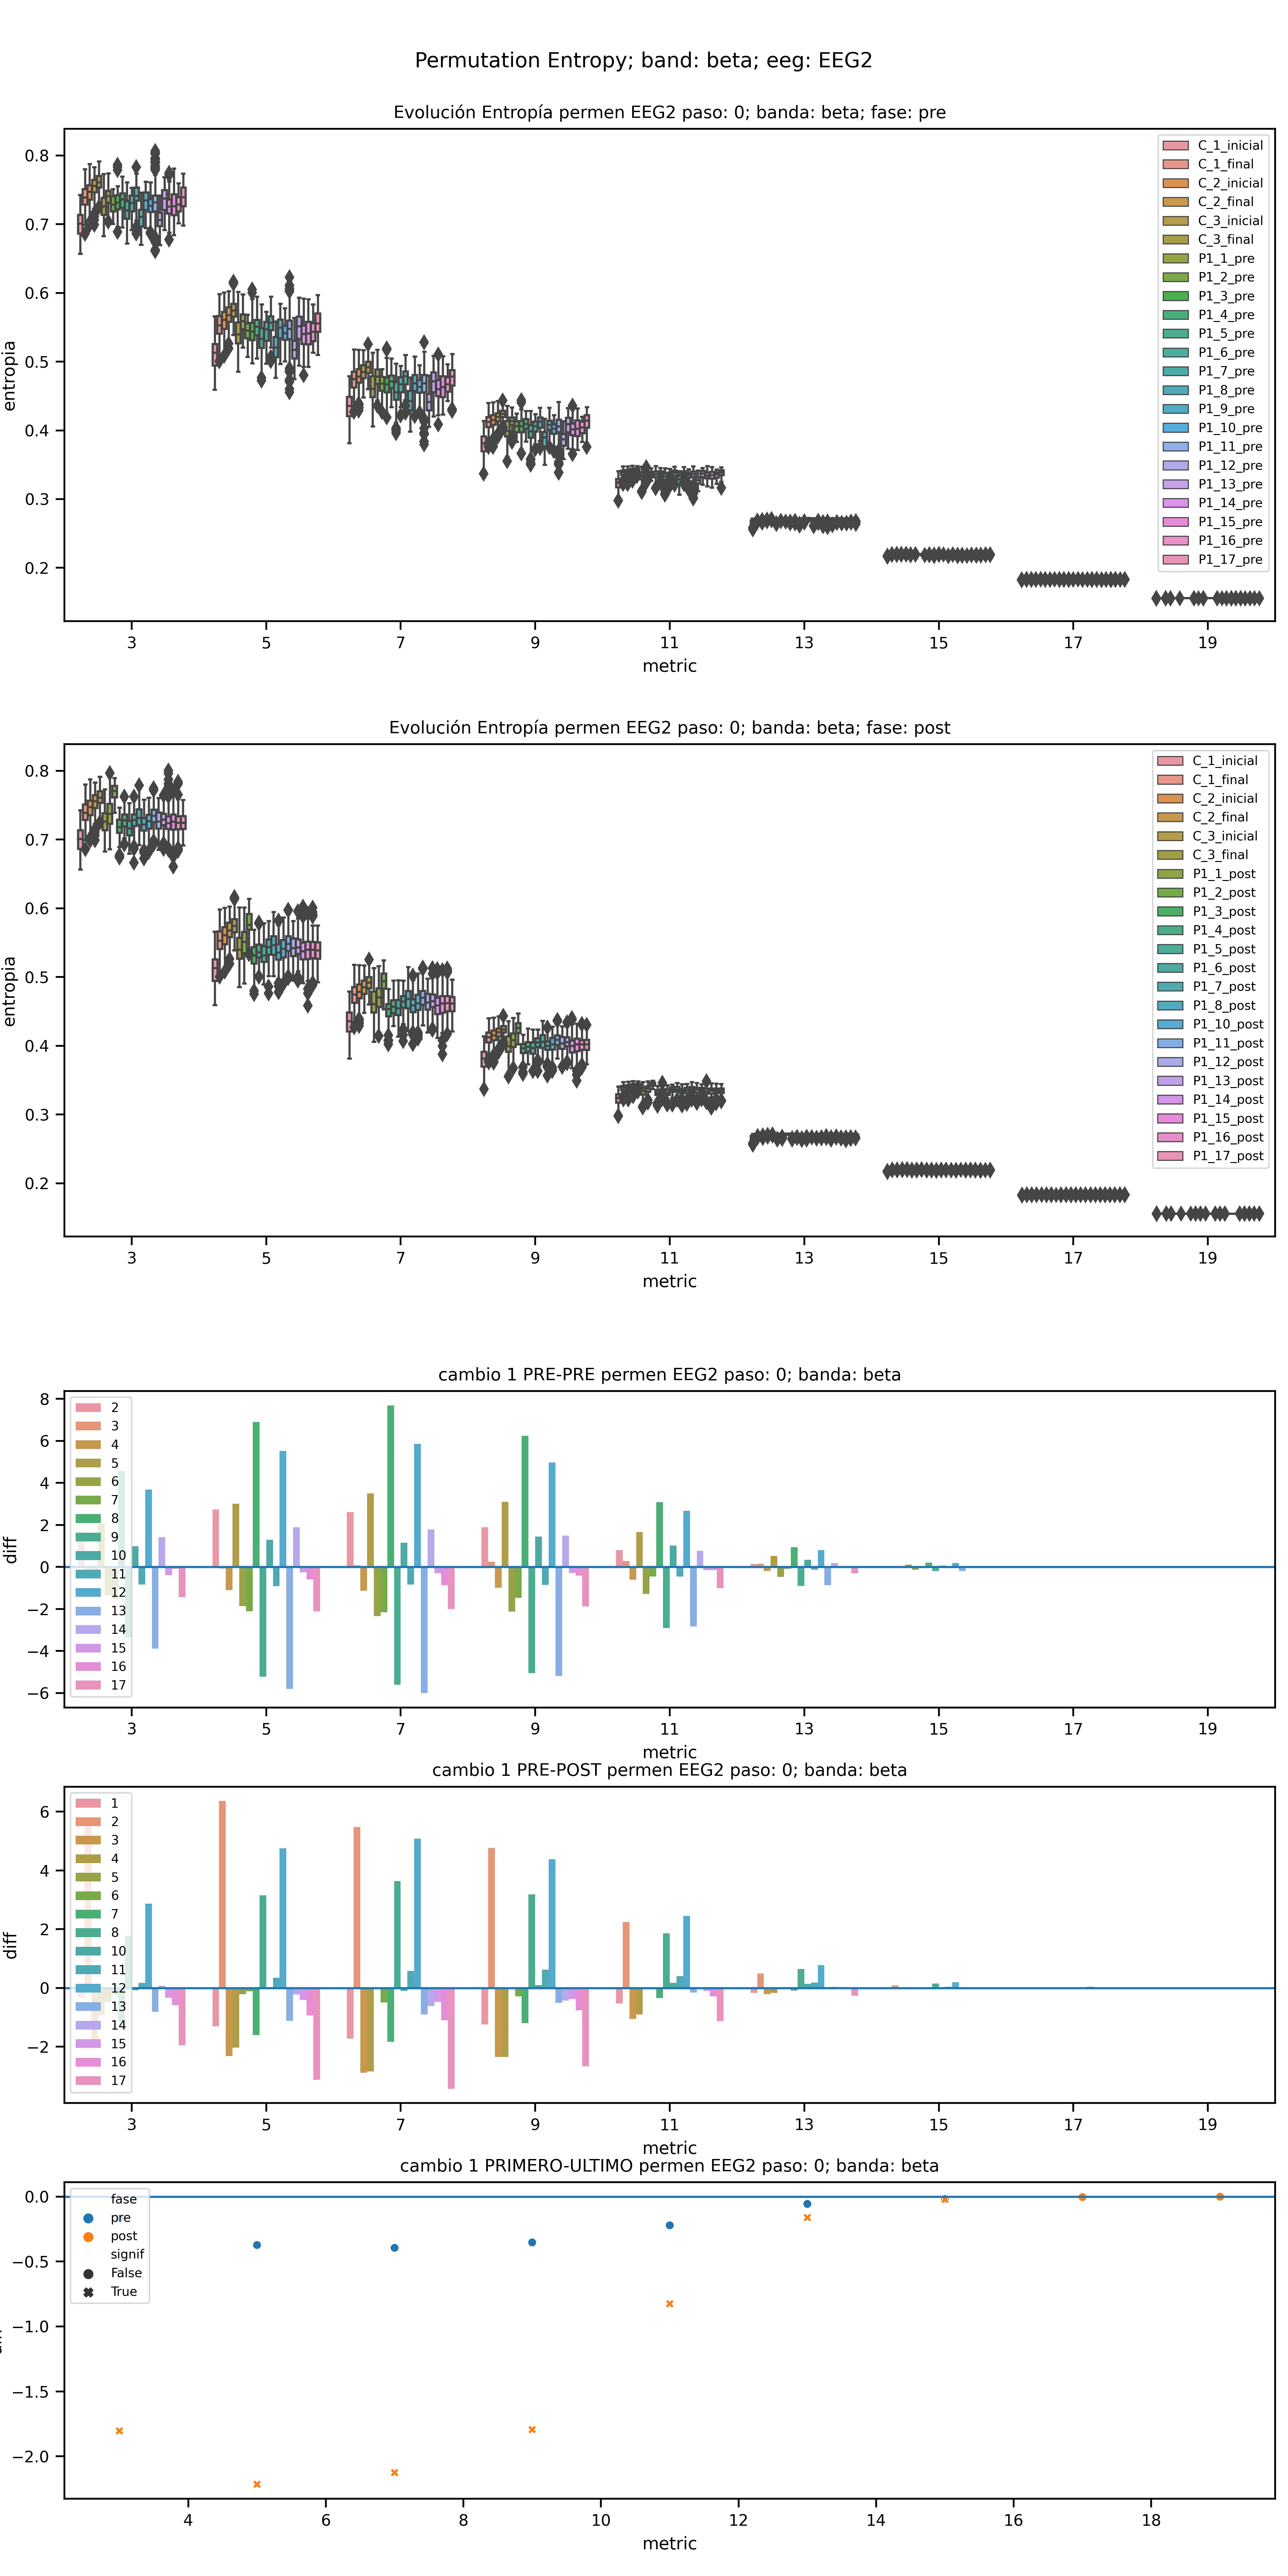 Permutation Entropy; band: beta; eeg: EEG2
Evolución Entropía permen EEG2 paso: 0; banda: beta; fase: pre
entropia
0.8
0.7
0.6
0.5
0.4
0.3
0.2
C_1_inicial
C_1_final
C_2_inicial
C_2_final
C_3_inicial
C_3_final
P1_1_pre
P1_2_pre
P1_3_pre
P1_4_pre
P1_5_pre
P1_6_pre
P1_7_pre
P1_8_pre
P1_9_pre
P1_10_pre
P1_11_pre
P1_12_pre
P1_13_pre
P1_14_pre
P1_15_pre
P1_16_pre
P1_17_pre
3 5 7 9 11 13 15 17 19
metric
Evolución Entropía permen EEG2 paso: 0; banda: beta; fase: post
entropia
0.8
0.7
0.6
0.5
0.4
0.3
0.2
C_1_inicial
C_1_final
C_2_inicial
C_2_final
C_3_inicial
C_3_final
P1_1_post
P1_2_post
P1_3_post
P1_4_post
P1_5_post
P1_6_post
P1_7_post
P1_8_post
P1_10_post
P1_11_post
P1_12_post
P1_13_post
P1_14_post
P1_15_post
P1_16_post
P1_17_post
3 5 7 9 11 13 15 17 19
metric
cambio 1 PRE-PRE permen EEG2 paso: 0; banda: beta
diff
8
6
4
2
0
−2
−4
−6
2
3
4
5
6
7
8
9
10
11
12
13
14
15
16
17
3 5 7 9 11 13 15 17 19
metric
cambio 1 PRE-POST permen EEG2 paso: 0; banda: beta
diff
6
4
2
0
−2
1
2
3
4
5
6
7
8
10
11
12
13
14
15
16
17
3 5 7 9 11 13 15 17 19
metric
cambio 1 PRIMERO-ULTIMO permen EEG2 paso: 0; banda: beta
0.0
−0.5
−1.0
−1.5
−2.0
fase
pre
post
signif
False
True
4 6 8 10 12 14 16 18
metric